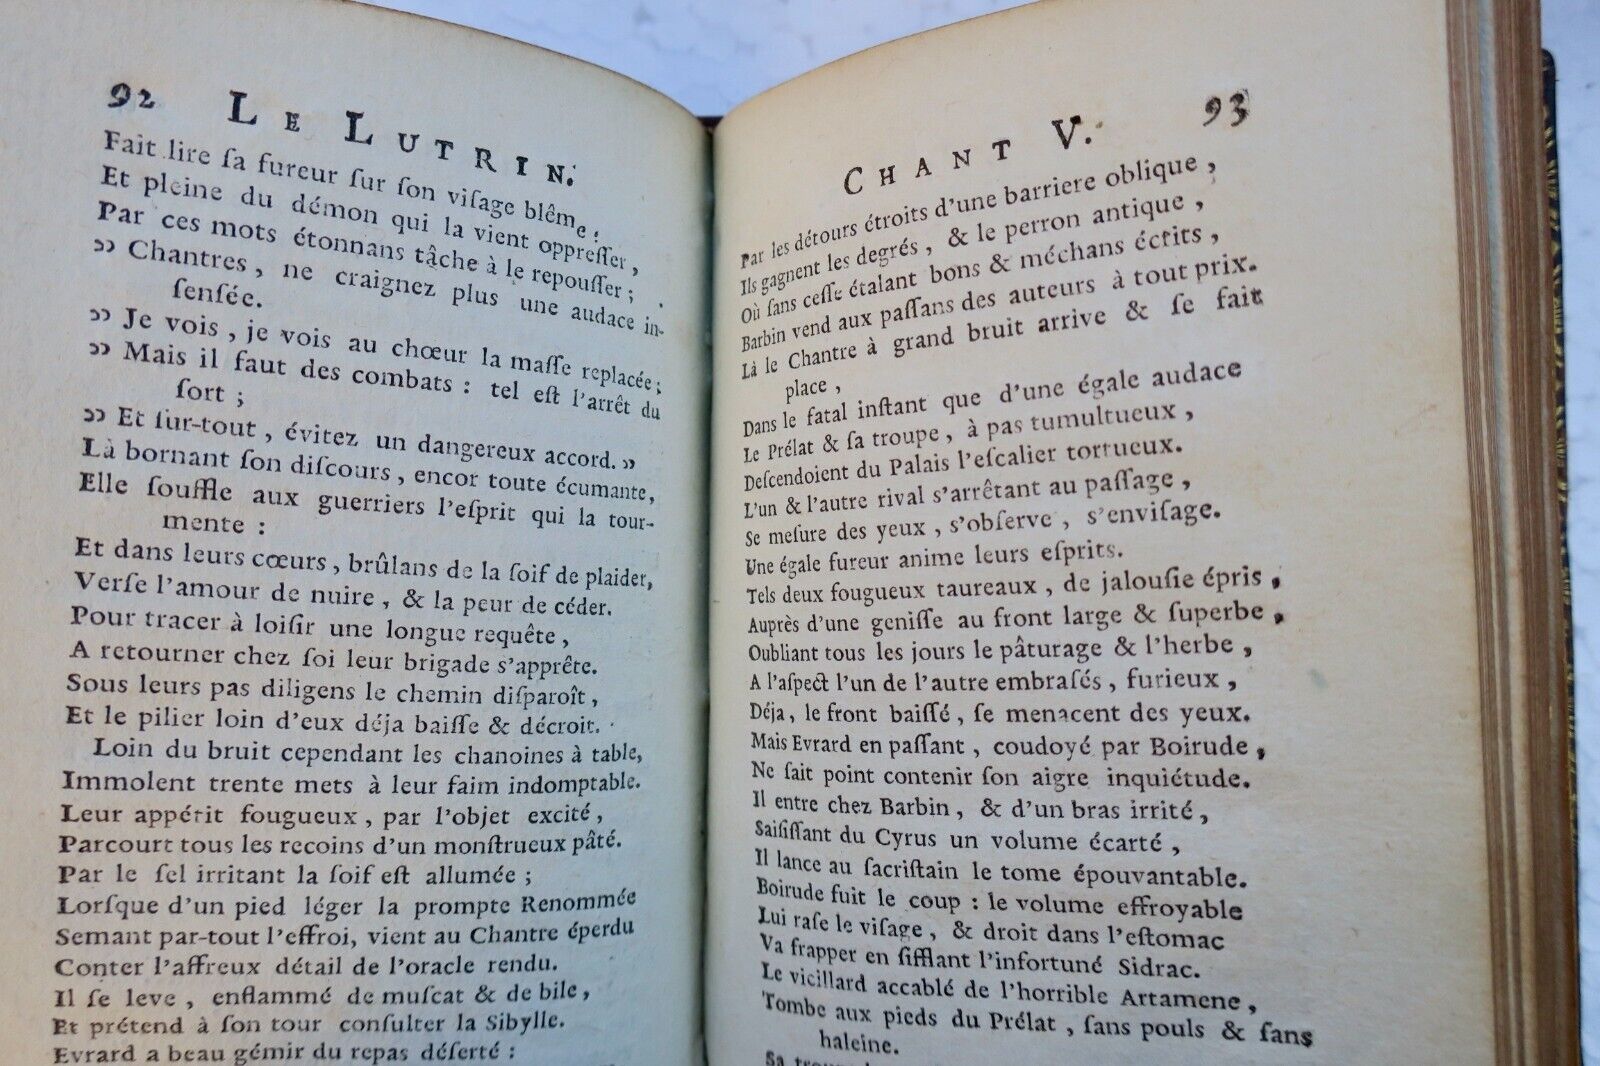 92 LE LUTRIN.
Fait lire ſa fureur ſur ſon viſage blême,
Et pleine du démon qui la vient oppreſſer,
Par ces mots étonnans tâche à le repouſſer ;
» Chantres, ne craignez plus une audace in-
ſenſée.
» Je vois, je vois au chœur la maſſe replacée ;
» Mais il faut des combats : tel eſt l'arrêt du
ſort ;
» Et ſur-tout, évitez un dangereux accord. »
Là bornant ſon diſcours, encor toute écumante,
Elle ſouffle aux guerriers l'eſprit qui la tour-
mente :
Et dans leurs cœurs, brûlans de la ſoif de plaider,
Verſe l'amour de nuire, & la peur de céder.
Pour tracer à loiſir une longue requête,
A retourner chez ſoi leur brigade s'apprête.
Sous leurs pas diligens le chemin diſparoît,
Et le pilier loin d'eux déja baiſſe & décroit.
Loin du bruit cependant les chanoines à table,
Immolent trente mets à leur faim indomptable.
Leur appétit fougueux, par l'objet excité,
Parcourt tous les recoins d'un monſtrueux pâté.
Par le ſel irritant la ſoif eſt allumée ;
Lorſque d'un pied léger la prompte Renommée
Semant par-tout l'effroi, vient au Chantre éperdu
Conter l'affreux détail de l'oracle rendu.
Il ſe leve, enflammé de muſcat & de bile,
Et prétend à ſon tour conſulter la Sibylle.
Evrard a beau gémir du repas déſerté :
CHANT V. 93
Par les détours étroits d'une barriere oblique,
Ils gagnent les degrés, & le perron antique,
Où ſans ceſſe étalant bons & méchans écrits,
Barbin vend aux paſſans des auteurs à tout prix.
Là le Chantre à grand bruit arrive & ſe fait
place,
Dans le fatal inſtant que d'une égale audace
Le Prélat & ſa troupe, à pas tumultueux,
Deſcendoient du Palais l'eſcalier tortueux.
L'un & l'autre rival s'arrêtant au paſſage,
Se meſure des yeux, s'obſerve, s'enviſage.
Une égale fureur anime leurs eſprits.
Tels deux fougueux taureaux, de jalouſie épris,
Auprès d'une geniſſe au front large & ſuperbe,
Oubliant tous les jours le pâturage & l'herbe,
A l'aſpect l'un de l'autre embraſés, furieux,
Déja, le front baiſſé, ſe menacent des yeux.
Mais Evrard en paſſant, coudoyé par Boirude,
Ne ſait point contenir ſon aigre inquiétude.
Il entre chez Barbin, & d'un bras irrité,
Saiſiſſant du Cyrus un volume écarté,
Il lance au ſacriſtain le tome épouvantable.
Boirude fuit le coup : le volume effroyable
Lui raſe le viſage, & droit dans l'eſtomac
Va frapper en ſifflant l'infortuné Sidrac.
Le vieillard accablé de l'horrible Artamene,
Tombe aux pieds du Prélat, ſans pouls & ſans
haleine.
Sa